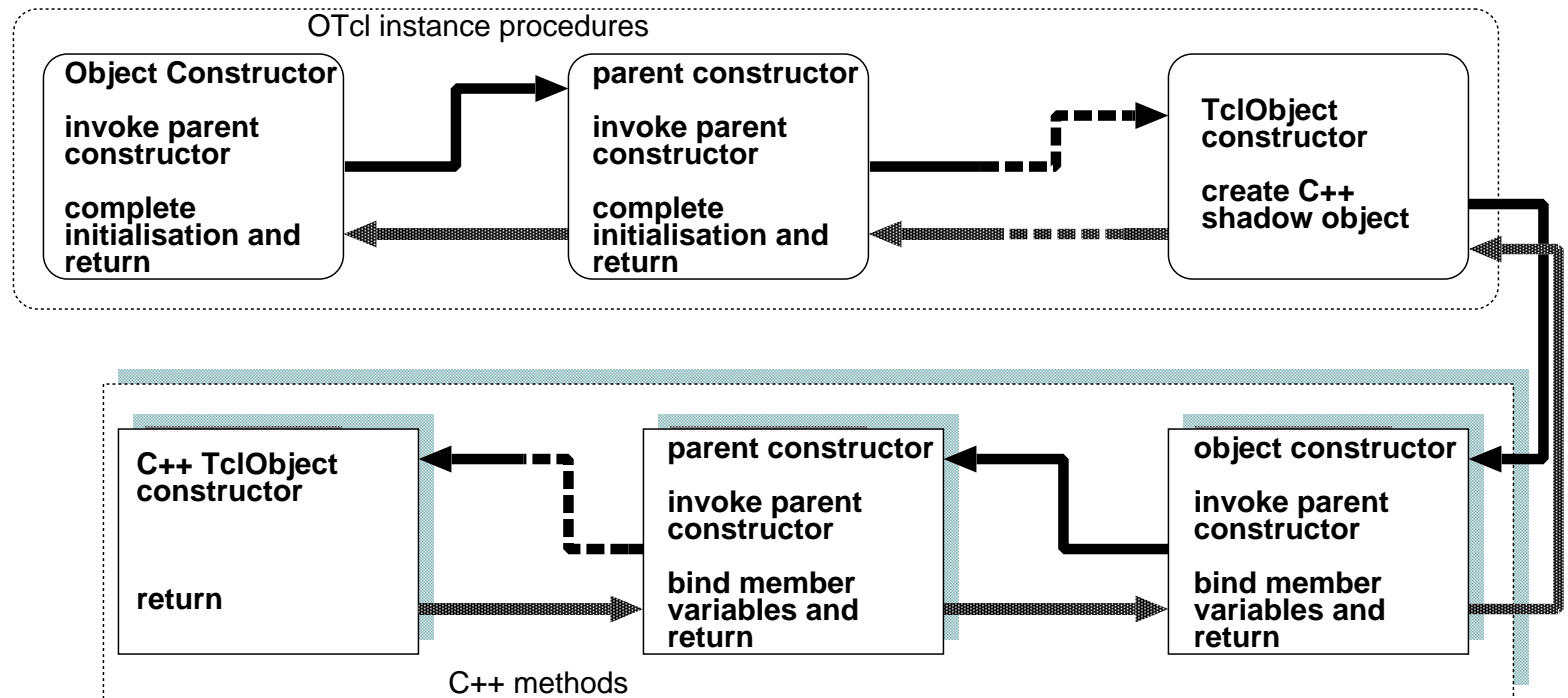 OTcl instance procedures
Object Constructor
invoke parent
constructor
complete
initialisation and
return
parent constructor
invoke parent
constructor
complete
initialisation and
return
TclObject
constructor
create C++
shadow object
C++ TclObject
constructor
return
parent constructor
invoke parent
constructor
bind member
variables and
return
object constructor
invoke parent
constructor
bind member
variables and
return
C++ methods